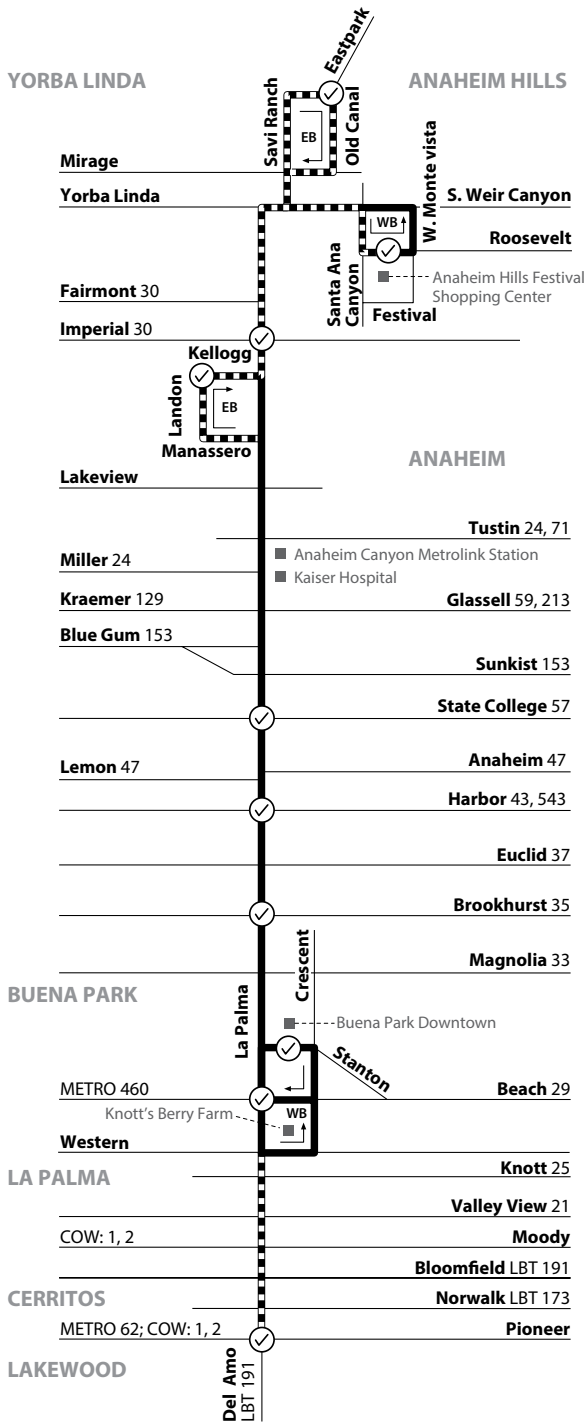 Eastpark
YORBA LINDA
ANAHEIM HILLS
Savi Ranch
EB
Old Canal
Mirage
W. Monte vista
Yorba Linda
S. Weir Canyon
WB
Roosevelt
Santa Ana
Canyon
Anaheim Hills Festival
Shopping Center
Fairmont 30
Festival
Imperial 30
Kellogg
Landon
EB
Manassero
ANAHEIM
Lakeview
Tustin 24, 71
Anaheim Canyon Metrolink Station
Miller 24
Kaiser Hospital
Kraemer 129
Glassell 59, 213
Blue Gum 153
Sunkist 153
State College 57
Anaheim 47
Lemon 47
Harbor 43, 543
Euclid 37
Brookhurst 35
Crescent
Magnolia 33
BUENA PARK
La Palma
Buena Park Downtown
Stanton
METRO 460
Beach 29
Knott's Berry Farm
WB
Western
Knott 25
LA PALMA
Valley View 21
COW: 1, 2
Moody
Bloomfield LBT 191
CERRITOS
Norwalk LBT 173
METRO 62; COW: 1, 2
Pioneer
LAKEWOOD
Del Amo
LBT 191